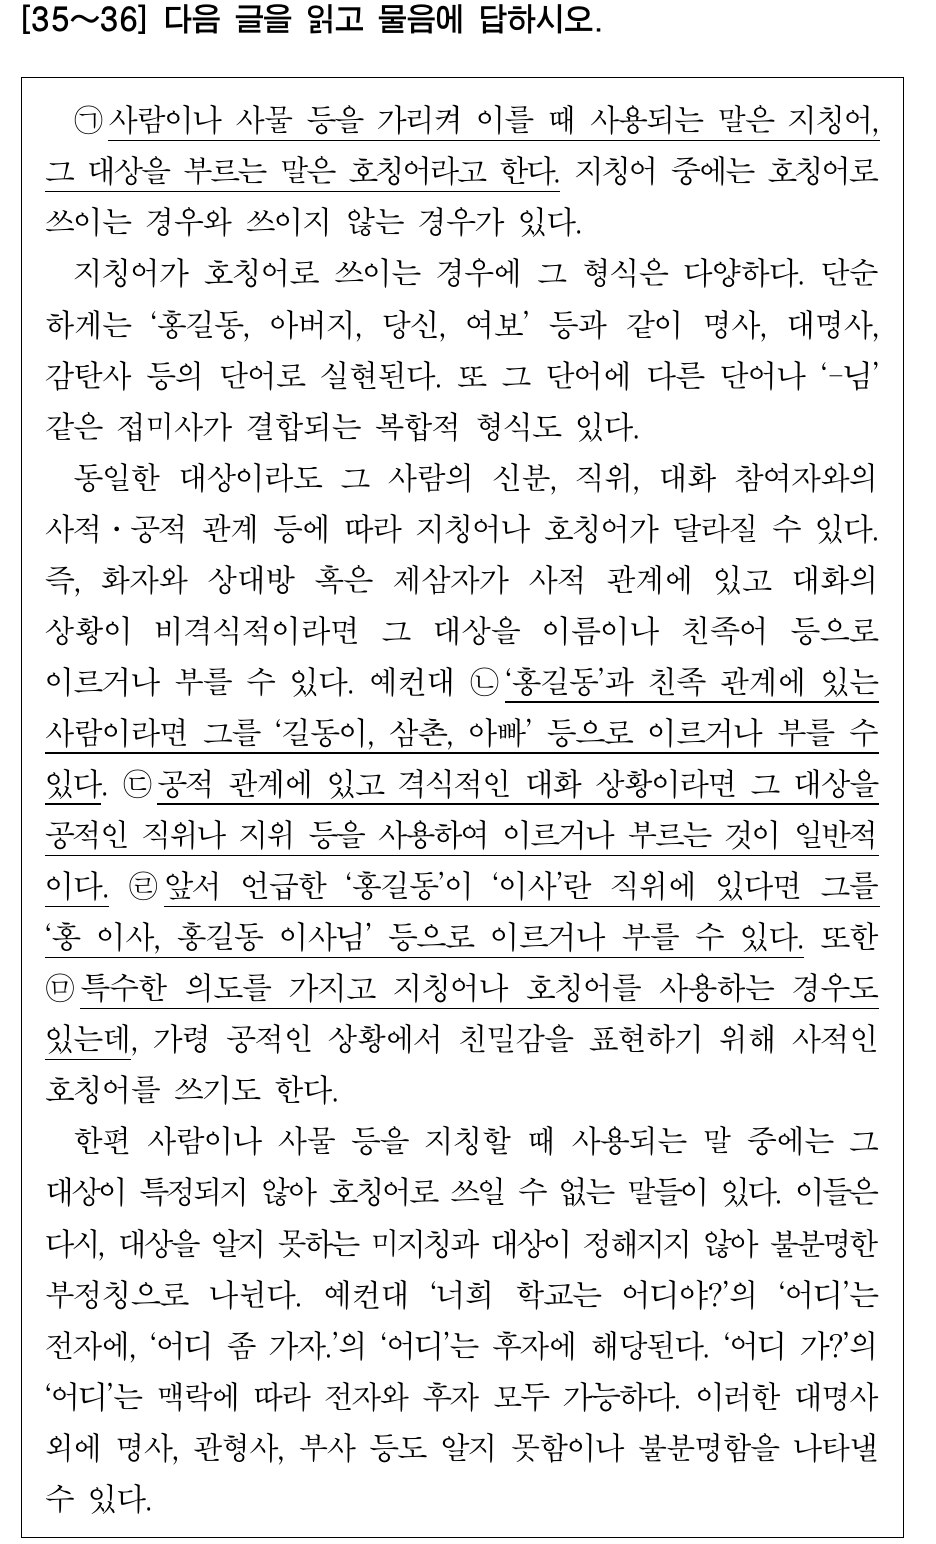 [35～36] 다음 글을 읽고 물음에 답하시오.
㉠사람이나 사물 등을 가리켜 이를 때 사용되는 말은 지칭어,
그 대상을 부르는 말은 호칭어라고 한다. 지칭어 중에는 호칭어로
쓰이는 경우와 쓰이지 않는 경우가 있다.
지칭어가 호칭어로 쓰이는 경우에 그 형식은 다양하다. 단순
하게는 ‘홍길동, 아버지, 당신, 여보’ 등과 같이 명사, 대명사,
감탄사 등의 단어로 실현된다. 또 그 단어에 다른 단어나 ‘-님’
같은 접미사가 결합되는 복합적 형식도 있다.
동일한 대상이라도 그 사람의 신분, 직위, 대화 참여자와의
사적·공적 관계 등에 따라 지칭어나 호칭어가 달라질 수 있다.
즉, 화자와 상대방 혹은 제삼자가 사적 관계에 있고 대화의
상황이 비격식적이라면 그 대상을 이름이나 친족어 등으로
이르거나 부를 수 있다. 예컨대 ㉡‘홍길동’과 친족 관계에 있는
사람이라면 그를 ‘길동이, 삼촌, 아빠’ 등으로 이르거나 부를 수
있다. ㉢공적 관계에 있고 격식적인 대화 상황이라면 그 대상을
공적인 직위나 지위 등을 사용하여 이르거나 부르는 것이 일반적
이다. ㉣앞서 언급한 ‘홍길동’이 ‘이사’란 직위에 있다면 그를
‘홍 이사, 홍길동 이사님’ 등으로 이르거나 부를 수 있다. 또한
㉤특수한 의도를 가지고 지칭어나 호칭어를 사용하는 경우도
있는데, 가령 공적인 상황에서 친밀감을 표현하기 위해 사적인
호칭어를 쓰기도 한다.
한편 사람이나 사물 등을 지칭할 때 사용되는 말 중에는 그
대상이 특정되지 않아 호칭어로 쓰일 수 없는 말들이 있다. 이들은
다시, 대상을 알지 못하는 미지칭과 대상이 정해지지 않아 불분명한
부정칭으로 나뉜다. 예컨대 ‘너희 학교는 어디야?’의 ‘어디’는
전자에, ‘어디 좀 가자.’의 ‘어디’는 후자에 해당된다. ‘어디 가?’의
‘어디’는 맥락에 따라 전자와 후자 모두 가능하다. 이러한 대명사
외에 명사, 관형사, 부사 등도 알지 못함이나 불분명함을 나타낼
수 있다.